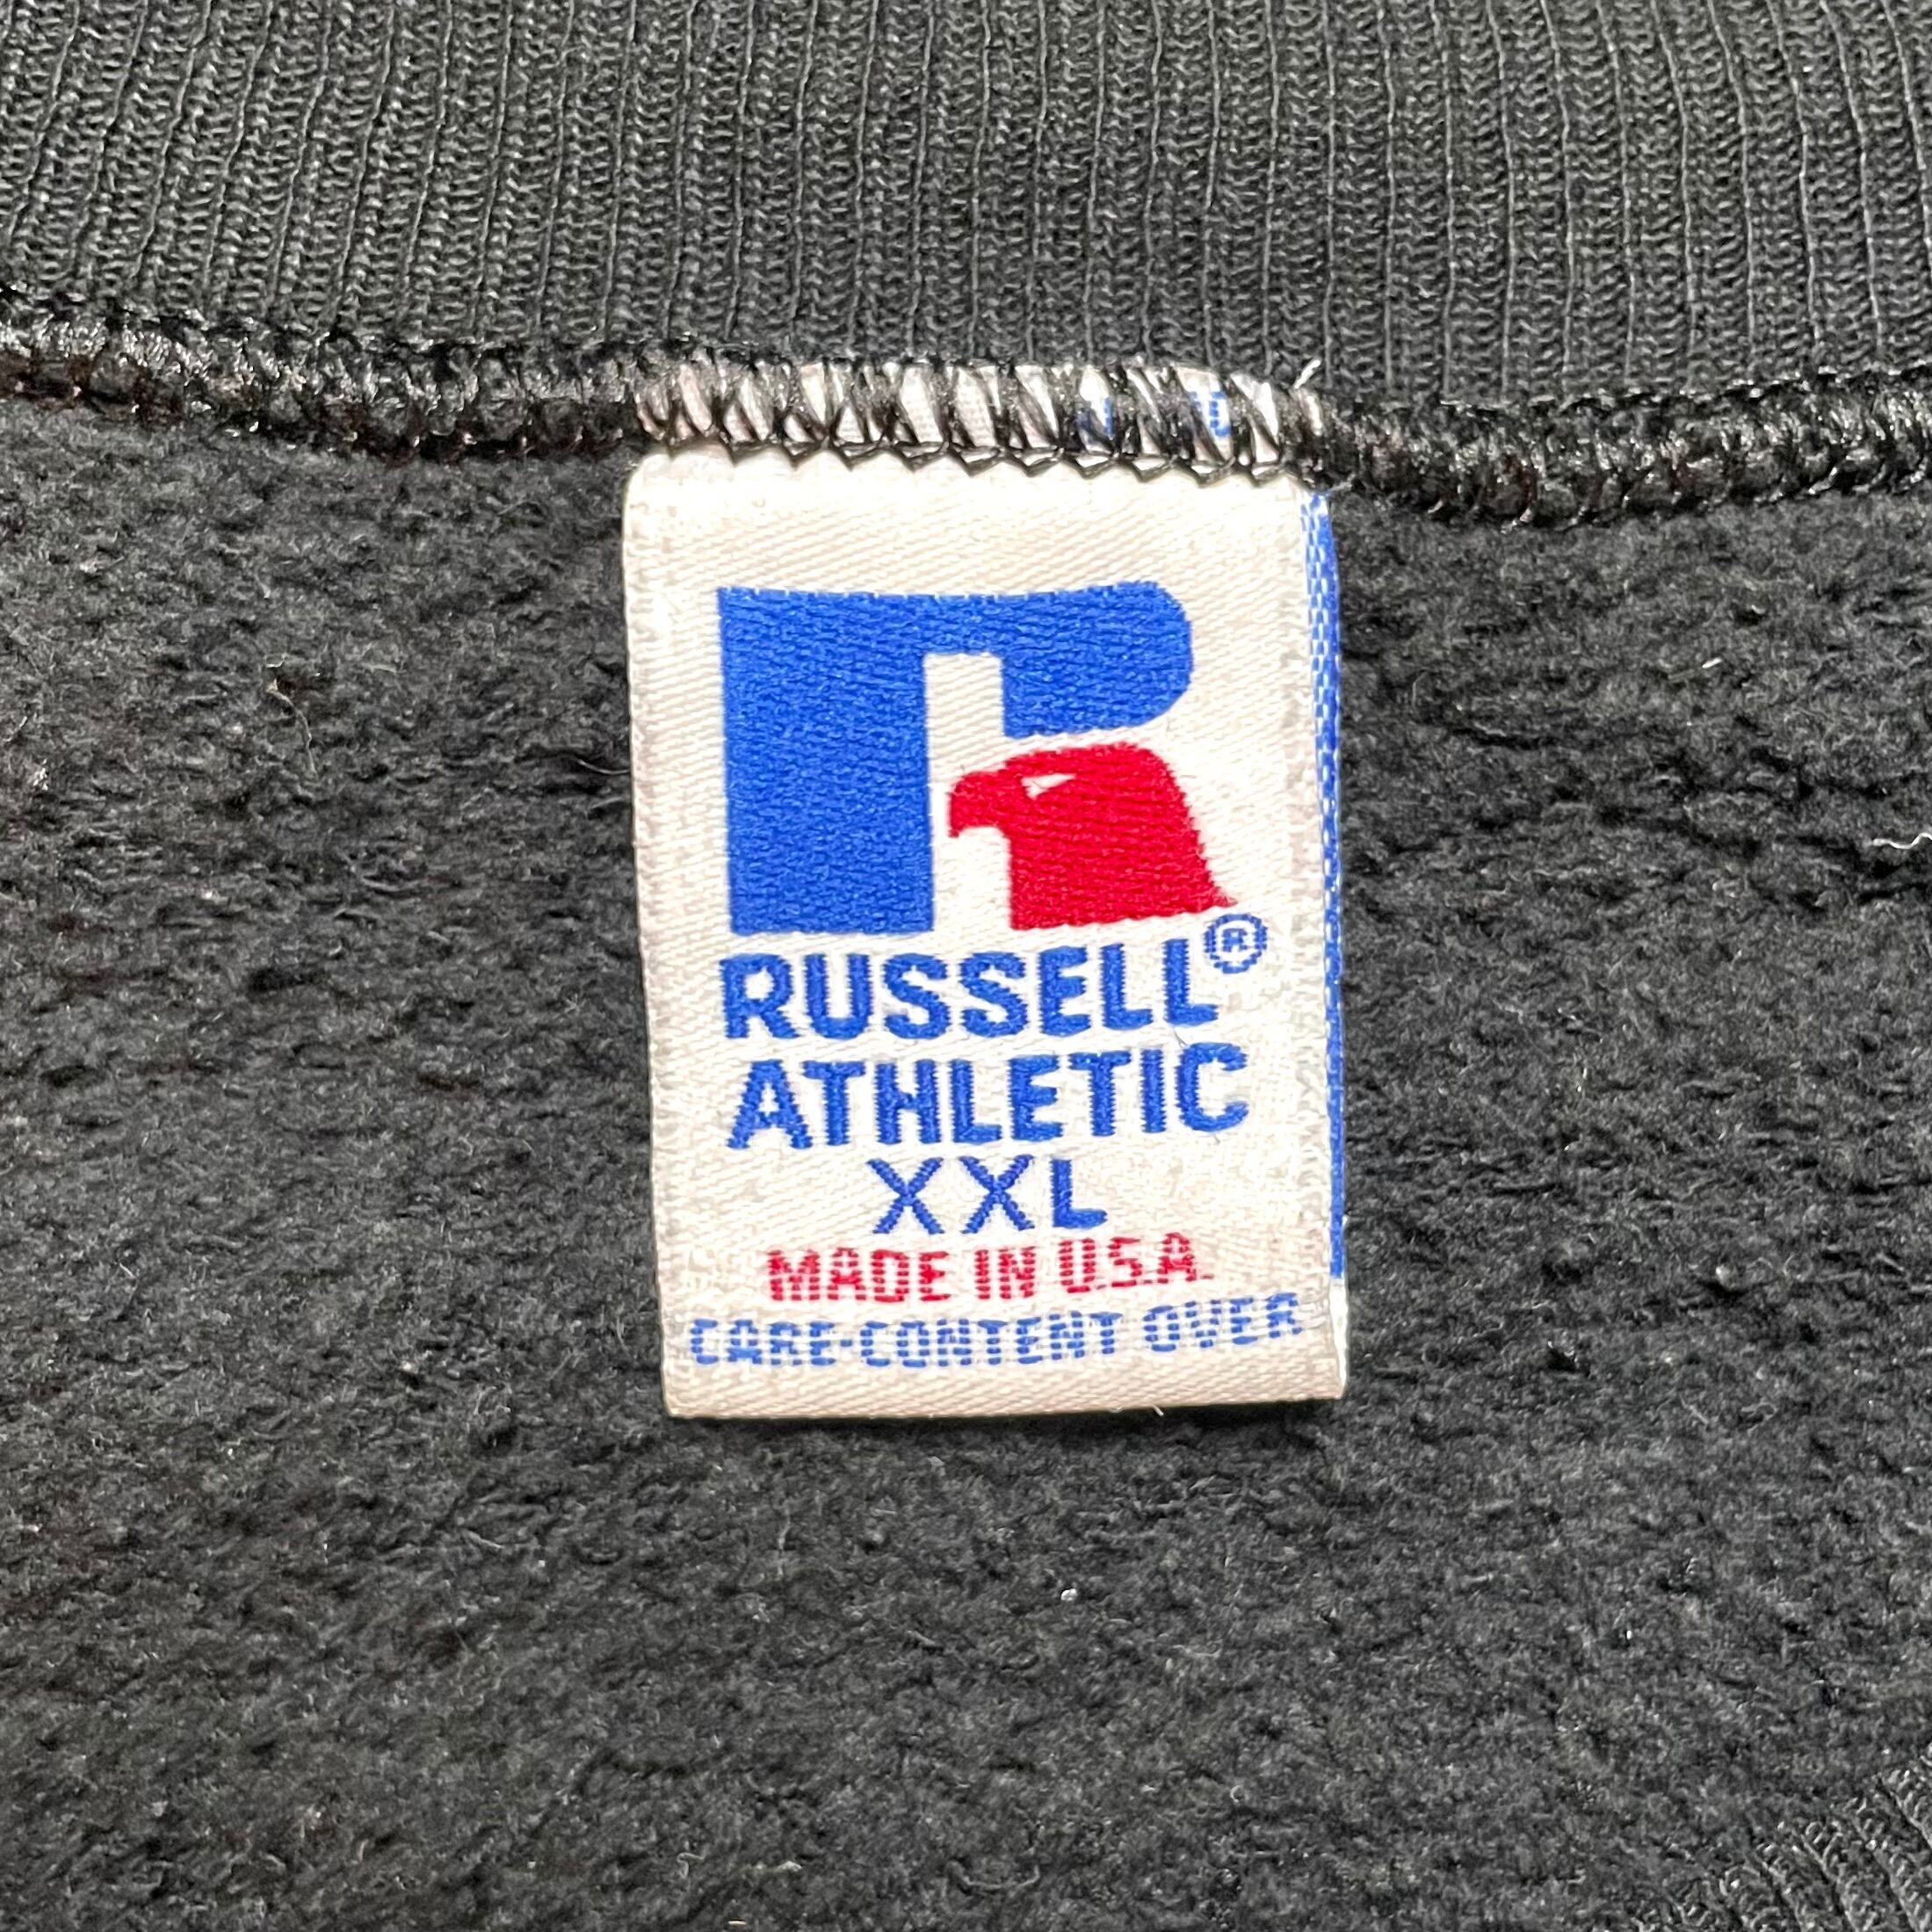 RUSSELL®
ATHLETIC
XXL
MADE IN U.S.A.
CARE-CONTENT OVER